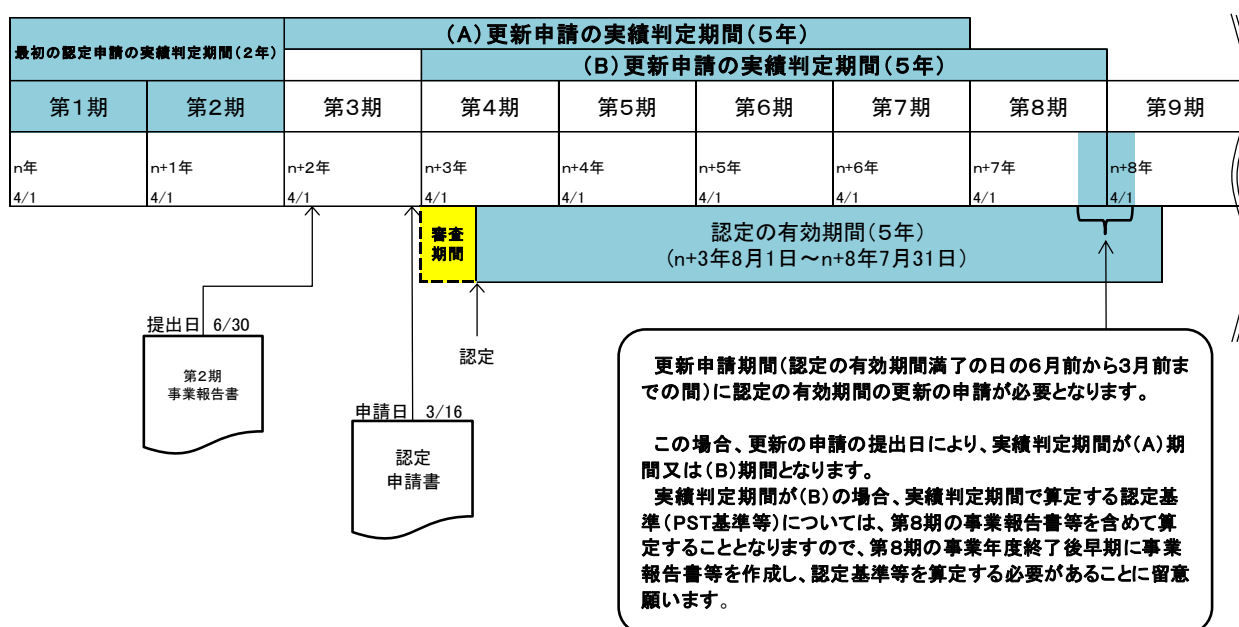 最初の認定申請の実績判定期間(2年)
(A)更新申請の実績判定期間(5年)
(B)更新申請の実績判定期間(5年)
第1期 第2期 第3期 第4期 第5期 第6期 第7期 第8期 第9期
n年 n+1年 n+2年 n+3年 n+4年 n+5年 n+6年 n+7年 n+8年
4/1 4/1 4/1 4/1 4/1 4/1 4/1 4/1 4/1
審査
期間
認定の有効期間(5年)
(n+3年8月1日～n+8年7月31日)
提出日 6/30
第2期
事業報告書
申請日 3/16
認定
申請書
認定
更新申請期間(認定の有効期間満了の日の6月前から3月前ま
での間)に認定の有効期間の更新の申請が必要となります。
この場合、更新の申請の提出日により、実績判定期間が(A)期
間又は(B)期間となります。
実績判定期間が(B)の場合、実績判定期間で算定する認定基
準(PST基準等)については、第8期の事業報告書等を含めて算
定することとなりますので、第8期の事業年度終了後早期に事業
報告書等を作成し、認定基準等を算定する必要があることに留意
願います。